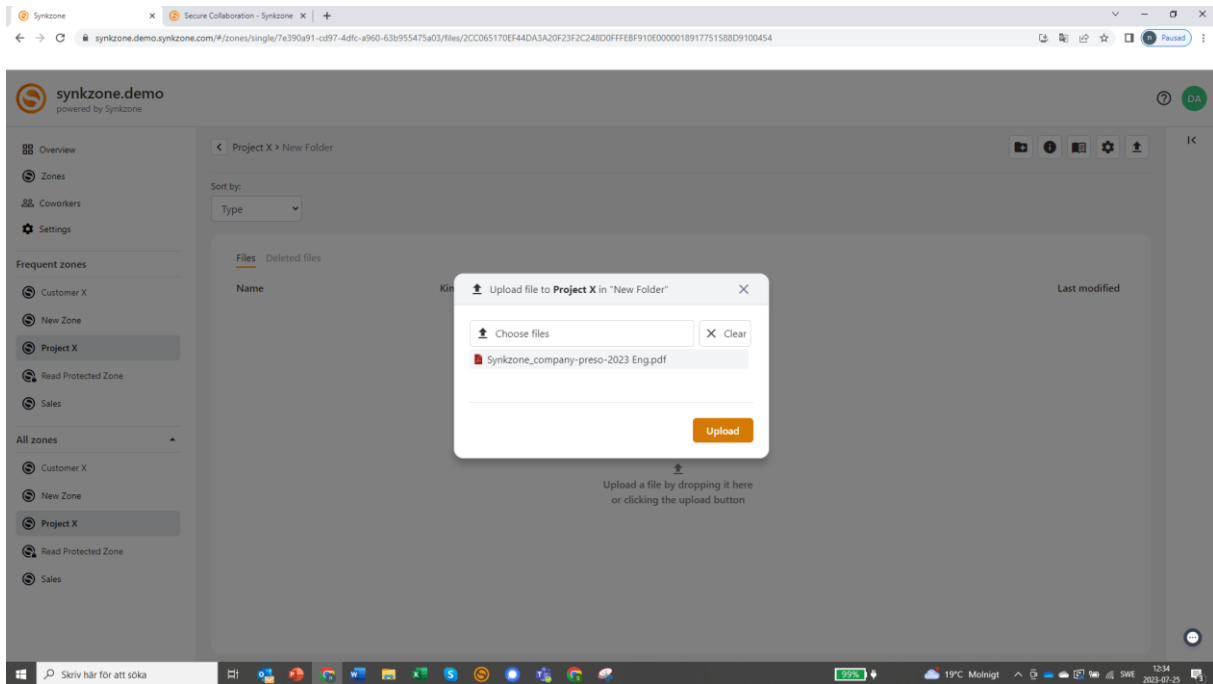 Synkzone
Secure Collaboration - Synkzone
synkzone.demo.synkzone.com/#/zones/single/7e390a91-cd97-4dfc-a960-63b955475a03/files/2CC065170EF44DA3A20F23F2C248D0FFFEBF910E0000018917751588D9100454
n Pausad
synkzone.demo
powered by Synkzone
DA
Overview
Project X > New Folder
Zones
Coworkers
Settings
Sort by:
Type
Frequent zones
Customer X
New Zone
Project X
Read Protected Zone
Sales
All zones
Customer X
New Zone
Project X
Read Protected Zone
Sales
Files Deleted files
Name Kin Last modified
Upload file to Project X in "New Folder"
Choose files Clear
Synkzone_company-preso-2023 Eng.pdf
Upload
Upload a file by dropping it here
or clicking the upload button
Skriv här för att söka
99%
19°C Molnigt
SWE
12:34
2023-07-25